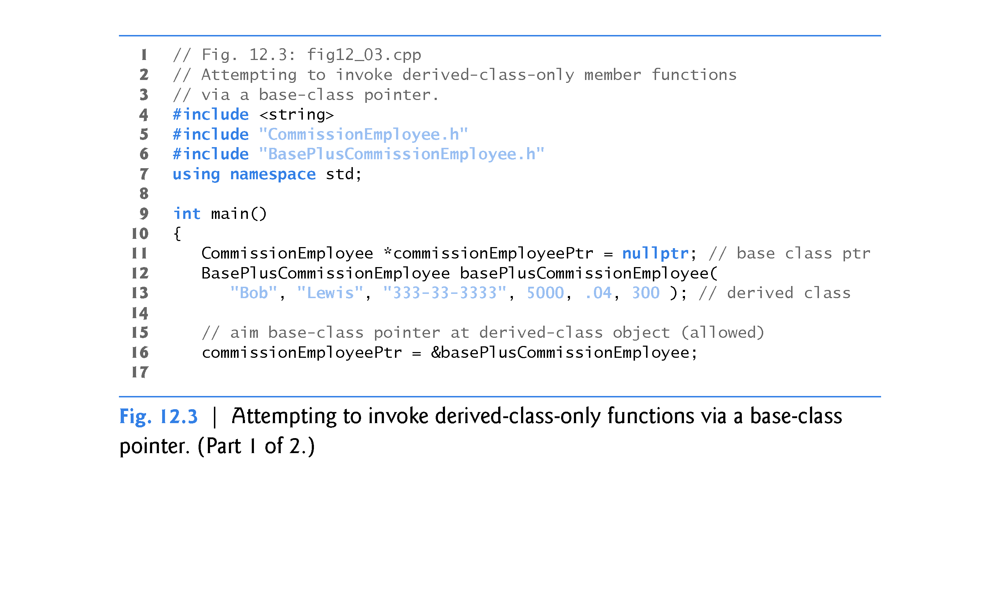 1 // Fig. 12.3: fig12_03.cpp
2 // Attempting to invoke derived-class-only member functions
3 // via a base-class pointer.
4 #include <string>
5 #include "CommissionEmployee.h"
6 #include "BasePlusCommissionEmployee.h"
7 using namespace std;
8
9 int main()
10 {
11    CommissionEmployee *commissionEmployeePtr = nullptr; // base class ptr
12    BasePlusCommissionEmployee basePlusCommissionEmployee(
13       "Bob", "Lewis", "333-33-3333", 5000, .04, 300 ); // derived class
14
15    // aim base-class pointer at derived-class object (allowed)
16    commissionEmployeePtr = &basePlusCommissionEmployee;
17
Fig. 12.3 | Attempting to invoke derived-class-only functions via a base-class
pointer. (Part 1 of 2.)